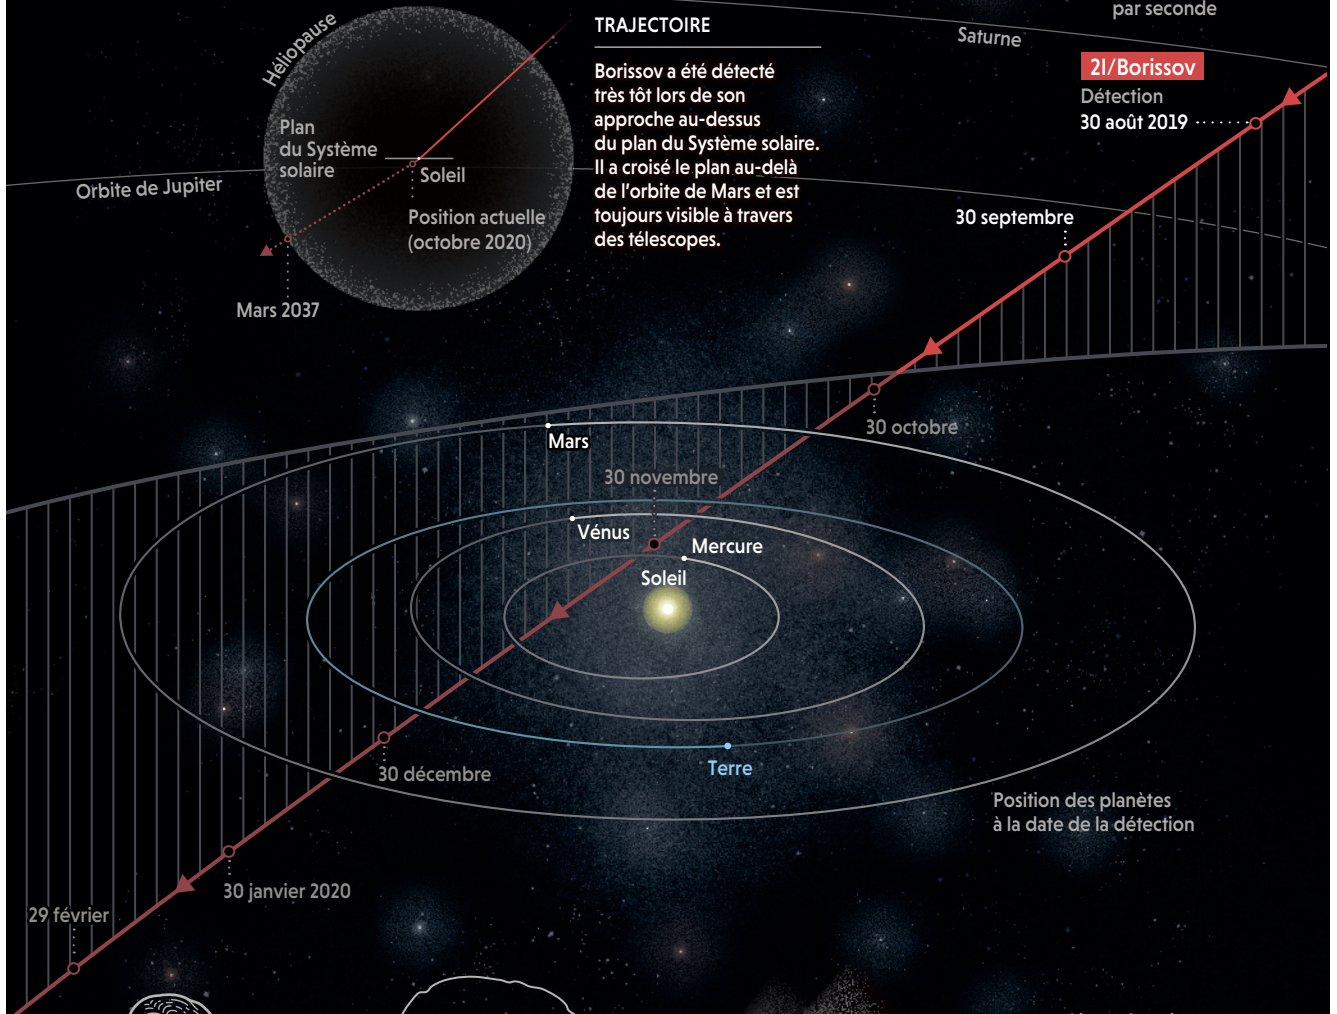 par seconde
Saturne
Héliopause
TRAJECTOIRE
Borissov a été détecté
très tôt lors de son
approche au-dessus
du plan du Système solaire.
Il a croisé le plan au-delà
de l'orbite de Mars et est
toujours visible à travers
des télescopes.
2I/Borissov
Détection
30 août 2019
Plan
du Système
solaire
Soleil
Orbite de Jupiter
Position actuelle
(octobre 2020)
Mars 2037
30 septembre
30 octobre
Mars
30 novembre
Vénus
Mercure
Soleil
Terre
30 décembre
Position des planètes
à la date de la détection
30 janvier 2020
29 février